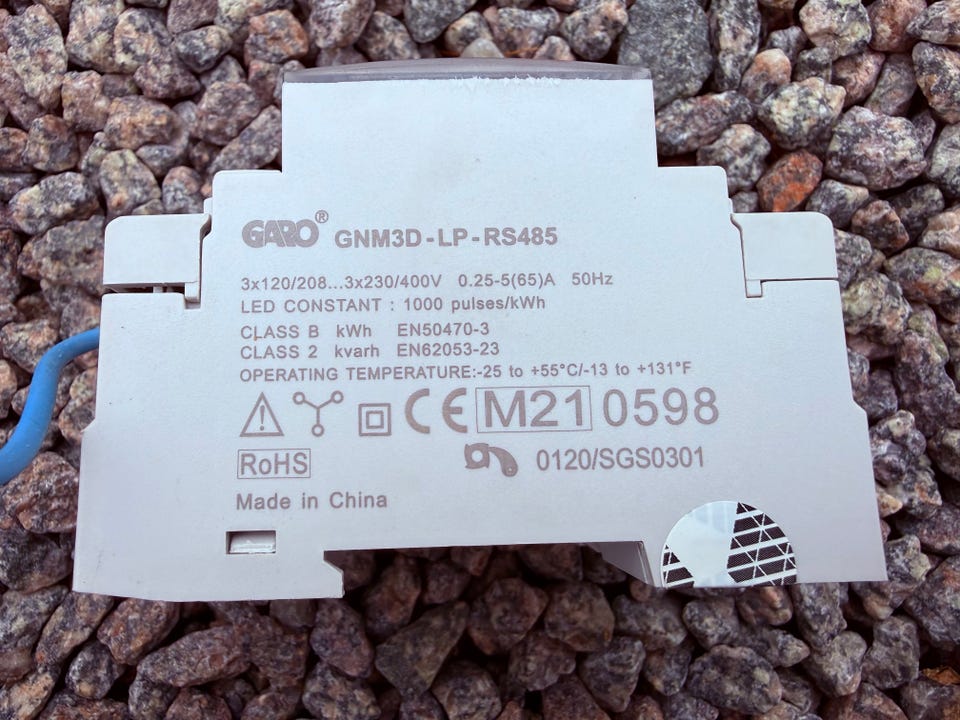 GARO® GNM3D-LP-RS485
3x120/208...3x230/400V 0.25-5(65)A 50Hz
LED CONSTANT : 1000 pulses/kWh
CLASS B kWh EN50470-3
CLASS 2 kvarh EN62053-23
OPERATING TEMPERATURE:-25 to +55°C/-13 to +131°F
CE M21 0598
RoHS 0120/SGS0301
Made in China